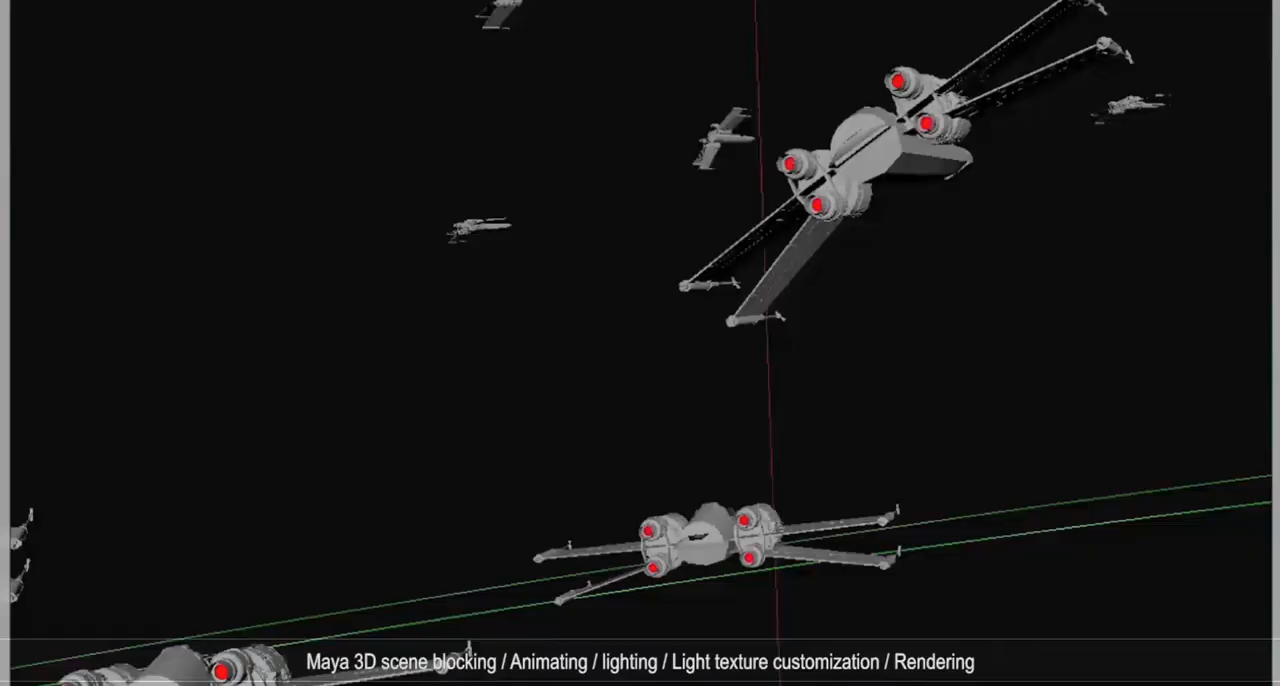 Maya 3D scene blocking / Animating / lighting / Light texture customization / Rendering